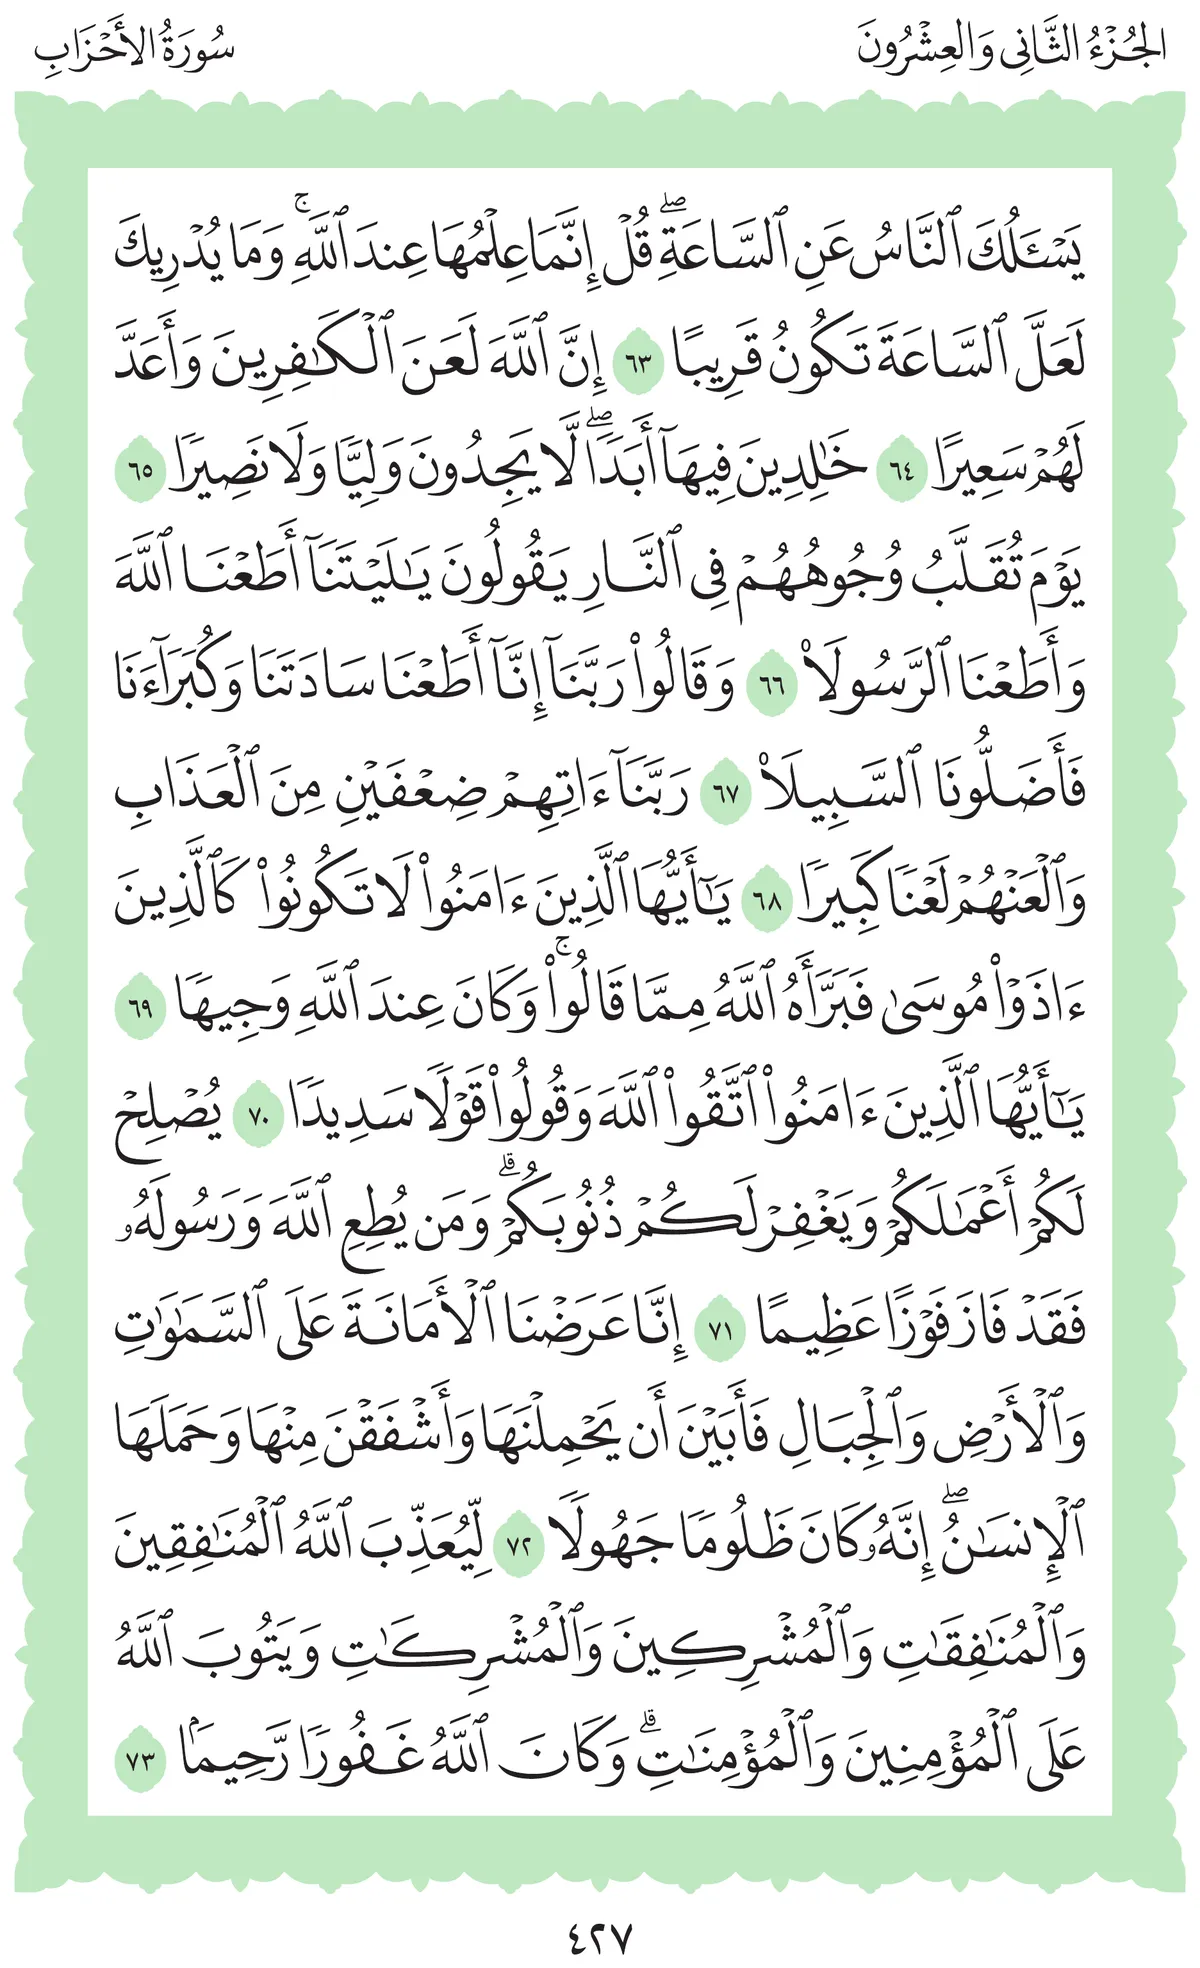 الجُزْءُ الثَّانِي وَالعِشْرُونَ
سُورَةُ الأَحْزَابِ
يَسْـَٔلُكَ ٱلنَّاسُ عَنِ ٱلسَّاعَةِۖ قُلْ إِنَّمَا عِلْمُهَا عِندَ ٱللَّهِۚ وَمَا يُدْرِيكَ
لَعَلَّ ٱلسَّاعَةَ تَكُونُ قَرِيبًا ٦٣ إِنَّ ٱللَّهَ لَعَنَ ٱلْكَٰفِرِينَ وَأَعَدَّ
لَهُمْ سَعِيرًا ٦٤ خَٰلِدِينَ فِيهَآ أَبَدًاۖ لَّا يَجِدُونَ وَلِيًّا وَلَا نَصِيرًا ٦٥
يَوْمَ تُقَلَّبُ وُجُوهُهُمْ فِي ٱلنَّارِ يَقُولُونَ يَٰلَيْتَنَآ أَطَعْنَا ٱللَّهَ
وَأَطَعْنَا ٱلرَّسُولَا۠ ٦٦ وَقَالُوا۟ رَبَّنَآ إِنَّآ أَطَعْنَا سَادَتَنَا وَكُبَرَآءَنَا
فَأَضَلُّونَا ٱلسَّبِيلَا۠ ٦٧ رَبَّنَآ ءَاتِهِمْ ضِعْفَيْنِ مِنَ ٱلْعَذَابِ
وَٱلْعَنْهُمْ لَعْنًا كَبِيرًا ٦٨ يَٰٓأَيُّهَا ٱلَّذِينَ ءَامَنُوا۟ لَا تَكُونُوا۟ كَٱلَّذِينَ
ءَاذَوْا۟ مُوسَىٰ فَبَرَّأَهُ ٱللَّهُ مِمَّا قَالُوا۟ۚ وَكَانَ عِندَ ٱللَّهِ وَجِيهًا ٦٩
يَٰٓأَيُّهَا ٱلَّذِينَ ءَامَنُوا۟ ٱتَّقُوا۟ ٱللَّهَ وَقُولُوا۟ قَوْلًا سَدِيدًا ٧٠ يُصْلِحْ
لَكُمْ أَعْمَٰلَكُمْ وَيَغْفِرْ لَكُمْ ذُنُوبَكُمْۗ وَمَن يُطِعِ ٱللَّهَ وَرَسُولَهُۥ
فَقَدْ فَازَ فَوْزًا عَظِيمًا ٧١ إِنَّا عَرَضْنَا ٱلْأَمَانَةَ عَلَى ٱلسَّمَٰوَٰتِ
وَٱلْأَرْضِ وَٱلْجِبَالِ فَأَبَيْنَ أَن يَحْمِلْنَهَا وَأَشْفَقْنَ مِنْهَا وَحَمَلَهَا
ٱلْإِنسَٰنُۖ إِنَّهُۥ كَانَ ظَلُومًا جَهُولًا ٧٢ لِّيُعَذِّبَ ٱللَّهُ ٱلْمُنَٰفِقِينَ
وَٱلْمُنَٰفِقَٰتِ وَٱلْمُشْرِكِينَ وَٱلْمُشْرِكَٰتِ وَيَتُوبَ ٱللَّهُ
عَلَى ٱلْمُؤْمِنِينَ وَٱلْمُؤْمِنَٰتِۗ وَكَانَ ٱللَّهُ غَفُورًا رَّحِيمًۢا ٧٣
٤٢٧